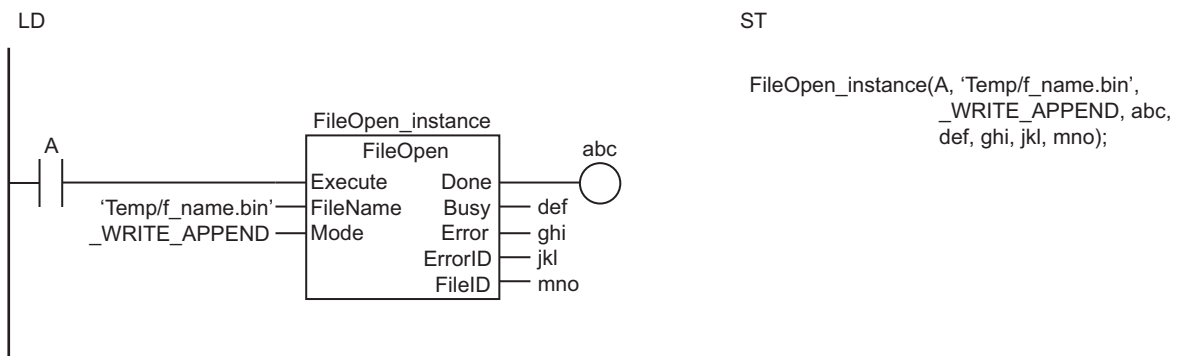 LD
ST
FileOpen_instance(A, ‘Temp/f_name.bin’,
_WRITE_APPEND, abc,
def, ghi, jkl, mno);
FileOpen_instance
A
FileOpen
abc
Execute Done
‘Temp/f_name.bin’ FileName Busy def
_WRITE_APPEND Mode Error ghi
ErrorID jkl
FileID mno